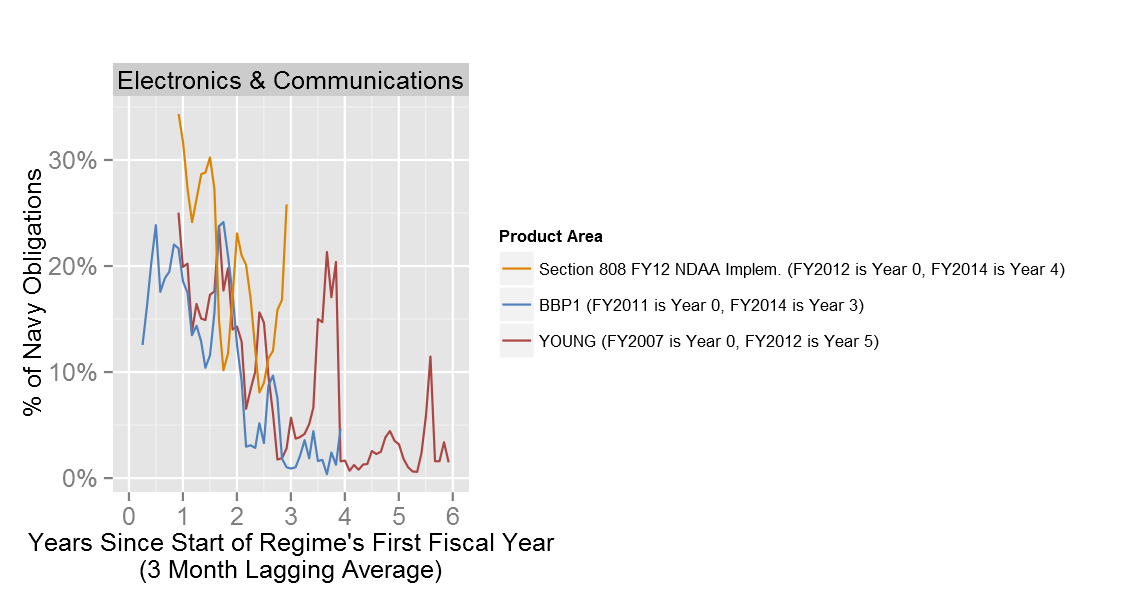 Electronics & Communications
% of Navy Obligations
30%
20%
10%
0%
0 1 2 3 4 5 6
Years Since Start of Regime's First Fiscal Year
(3 Month Lagging Average)
Product Area
Section 808 FY12 NDAA Implem. (FY2012 is Year 0, FY2014 is Year 4)
BBP1 (FY2011 is Year 0, FY2014 is Year 3)
YOUNG (FY2007 is Year 0, FY2012 is Year 5)